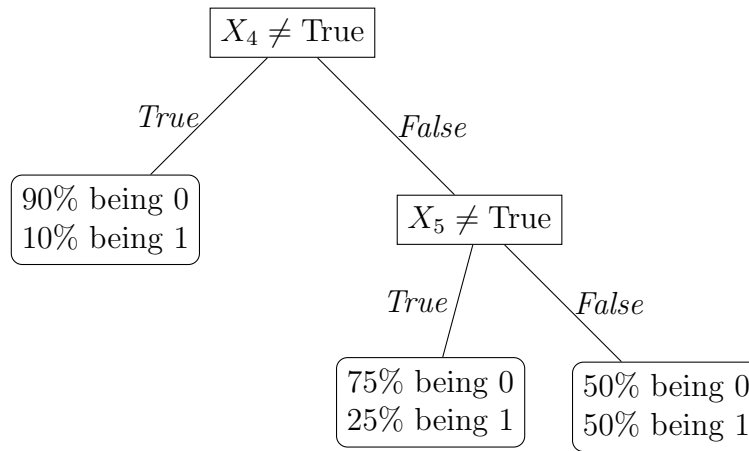 X₄ ≠ True
True
False
90% being 0
10% being 1
X₅ ≠ True
True
False
75% being 0
25% being 1
50% being 0
50% being 1